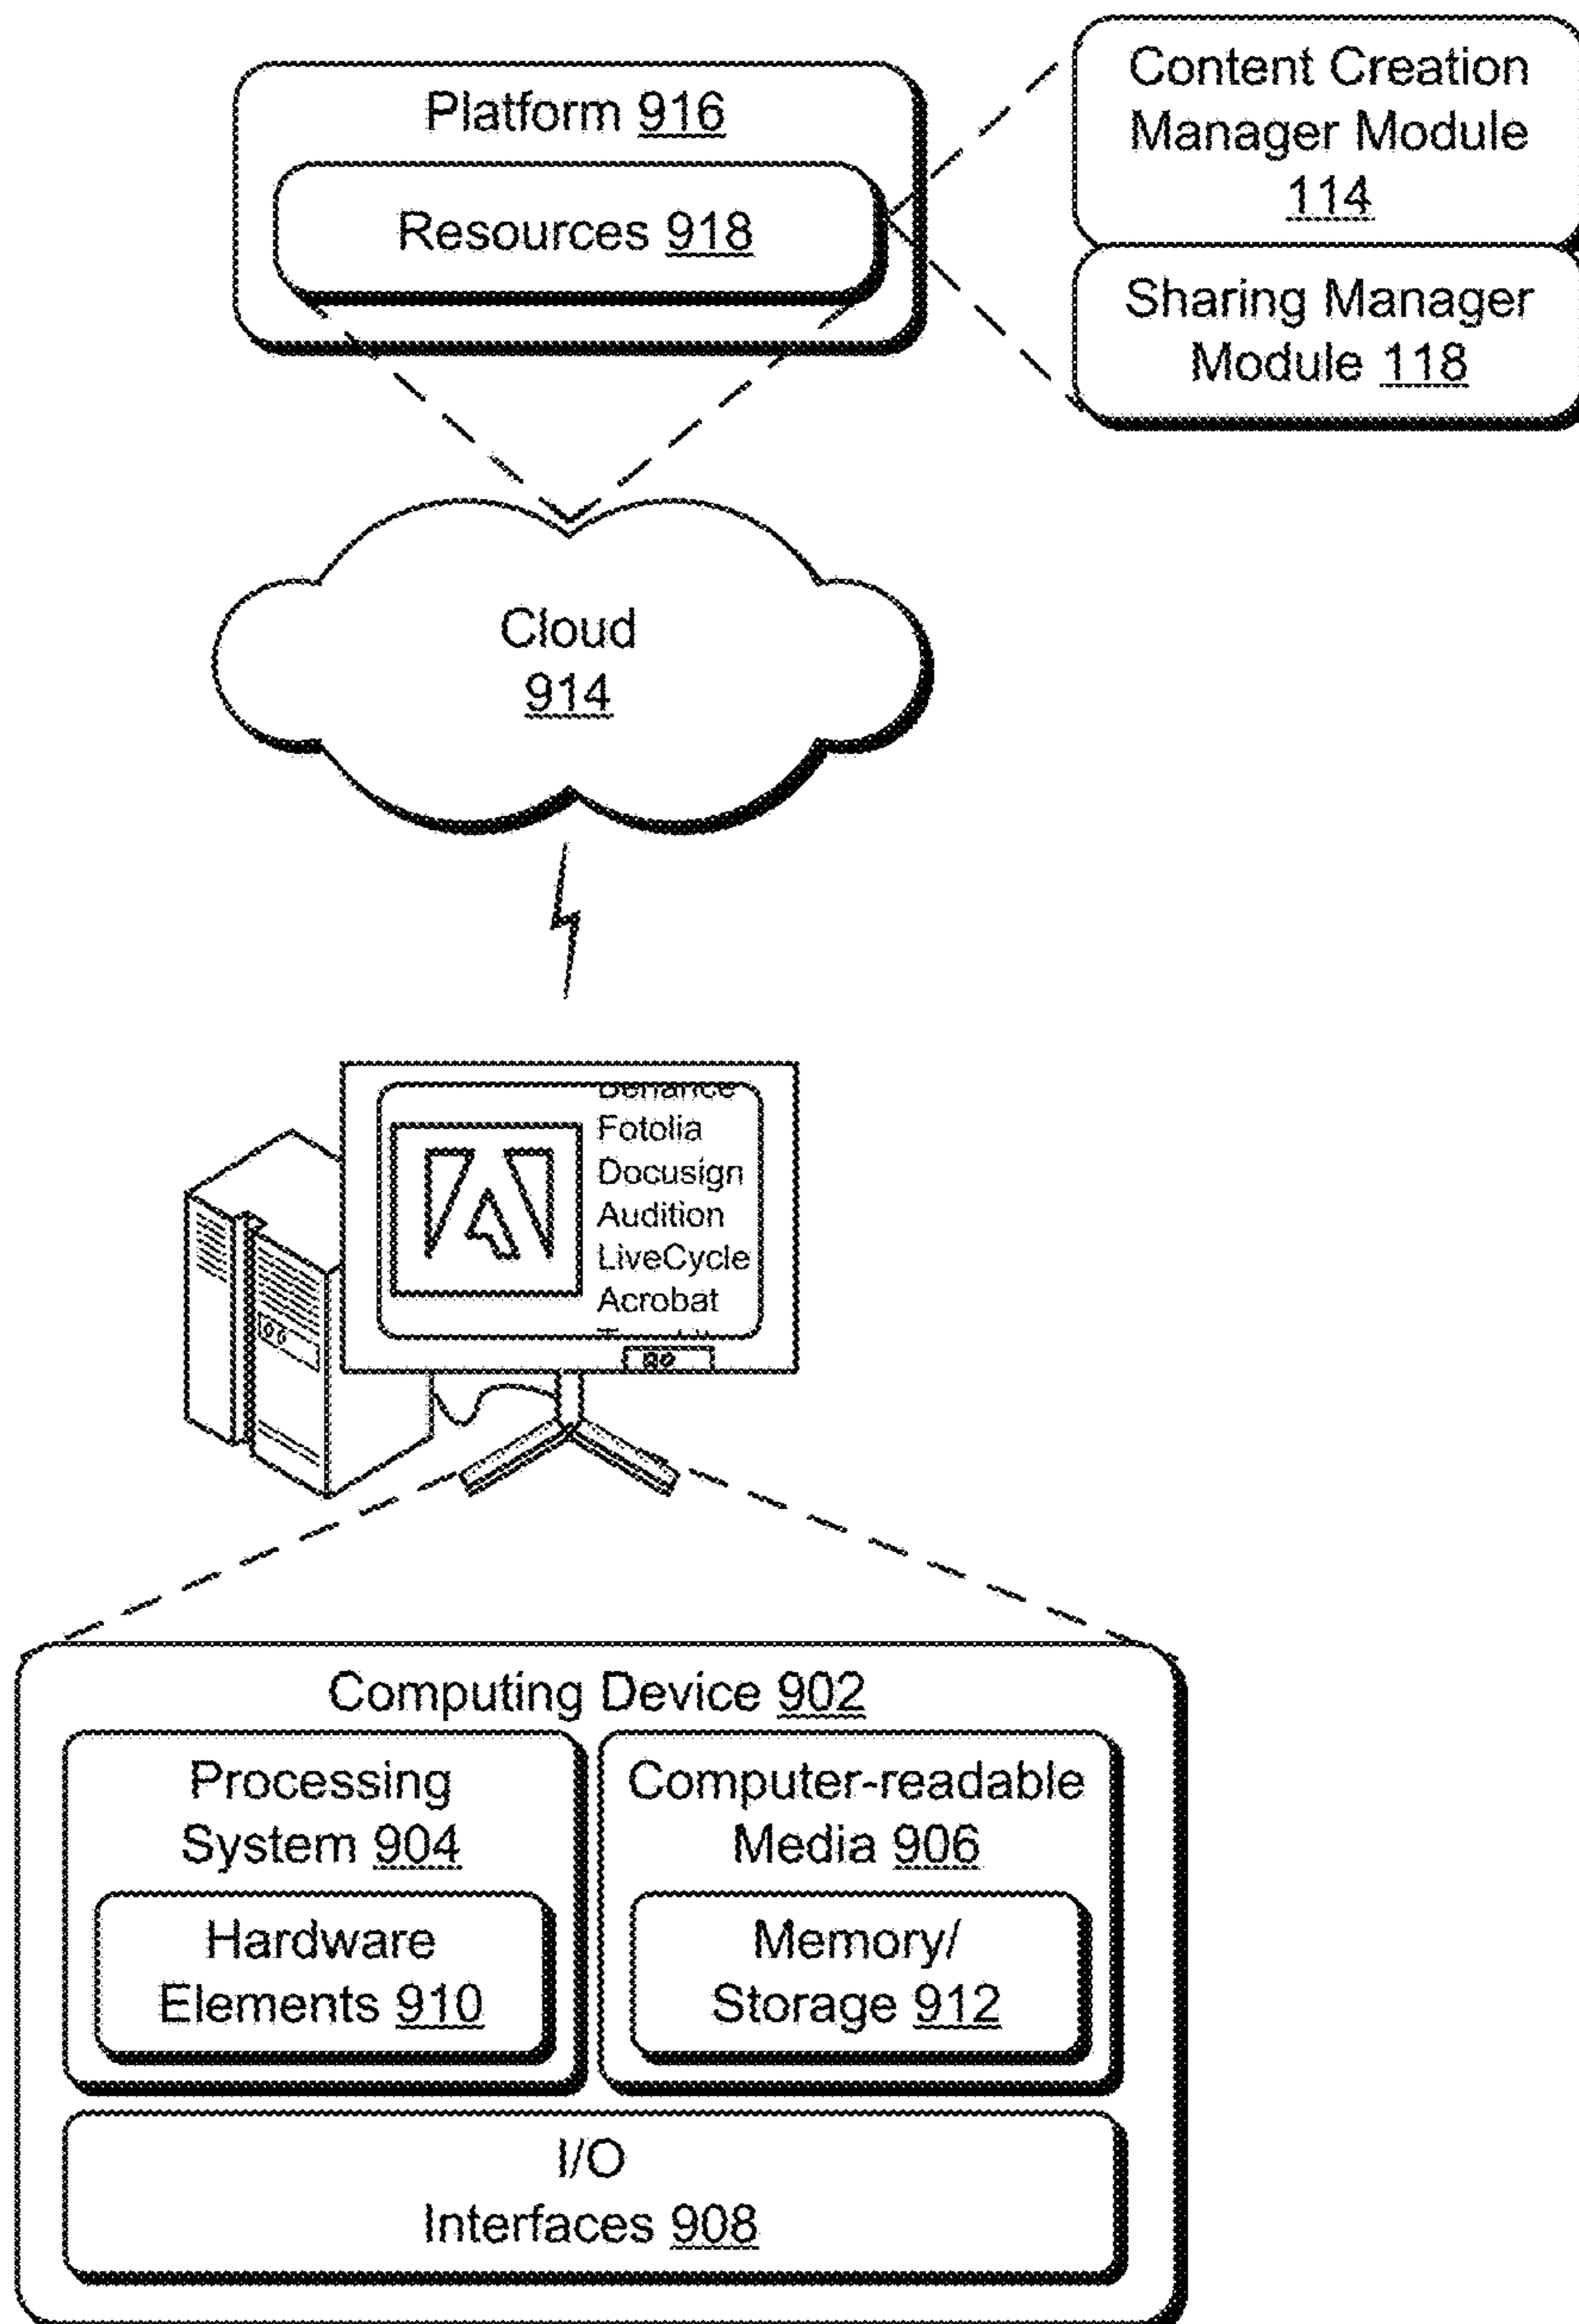 Platform 916
Resources 918
Content Creation
Manager Module
114
Sharing Manager
Module 118
Cloud
914
Fotolia
Docusign
Audition
LiveCycle
Acrobat
Computing Device 902
Processing
System 904
Hardware
Elements 910
Computer-readable
Media 906
Memory/
Storage 912
I/O
Interfaces 908